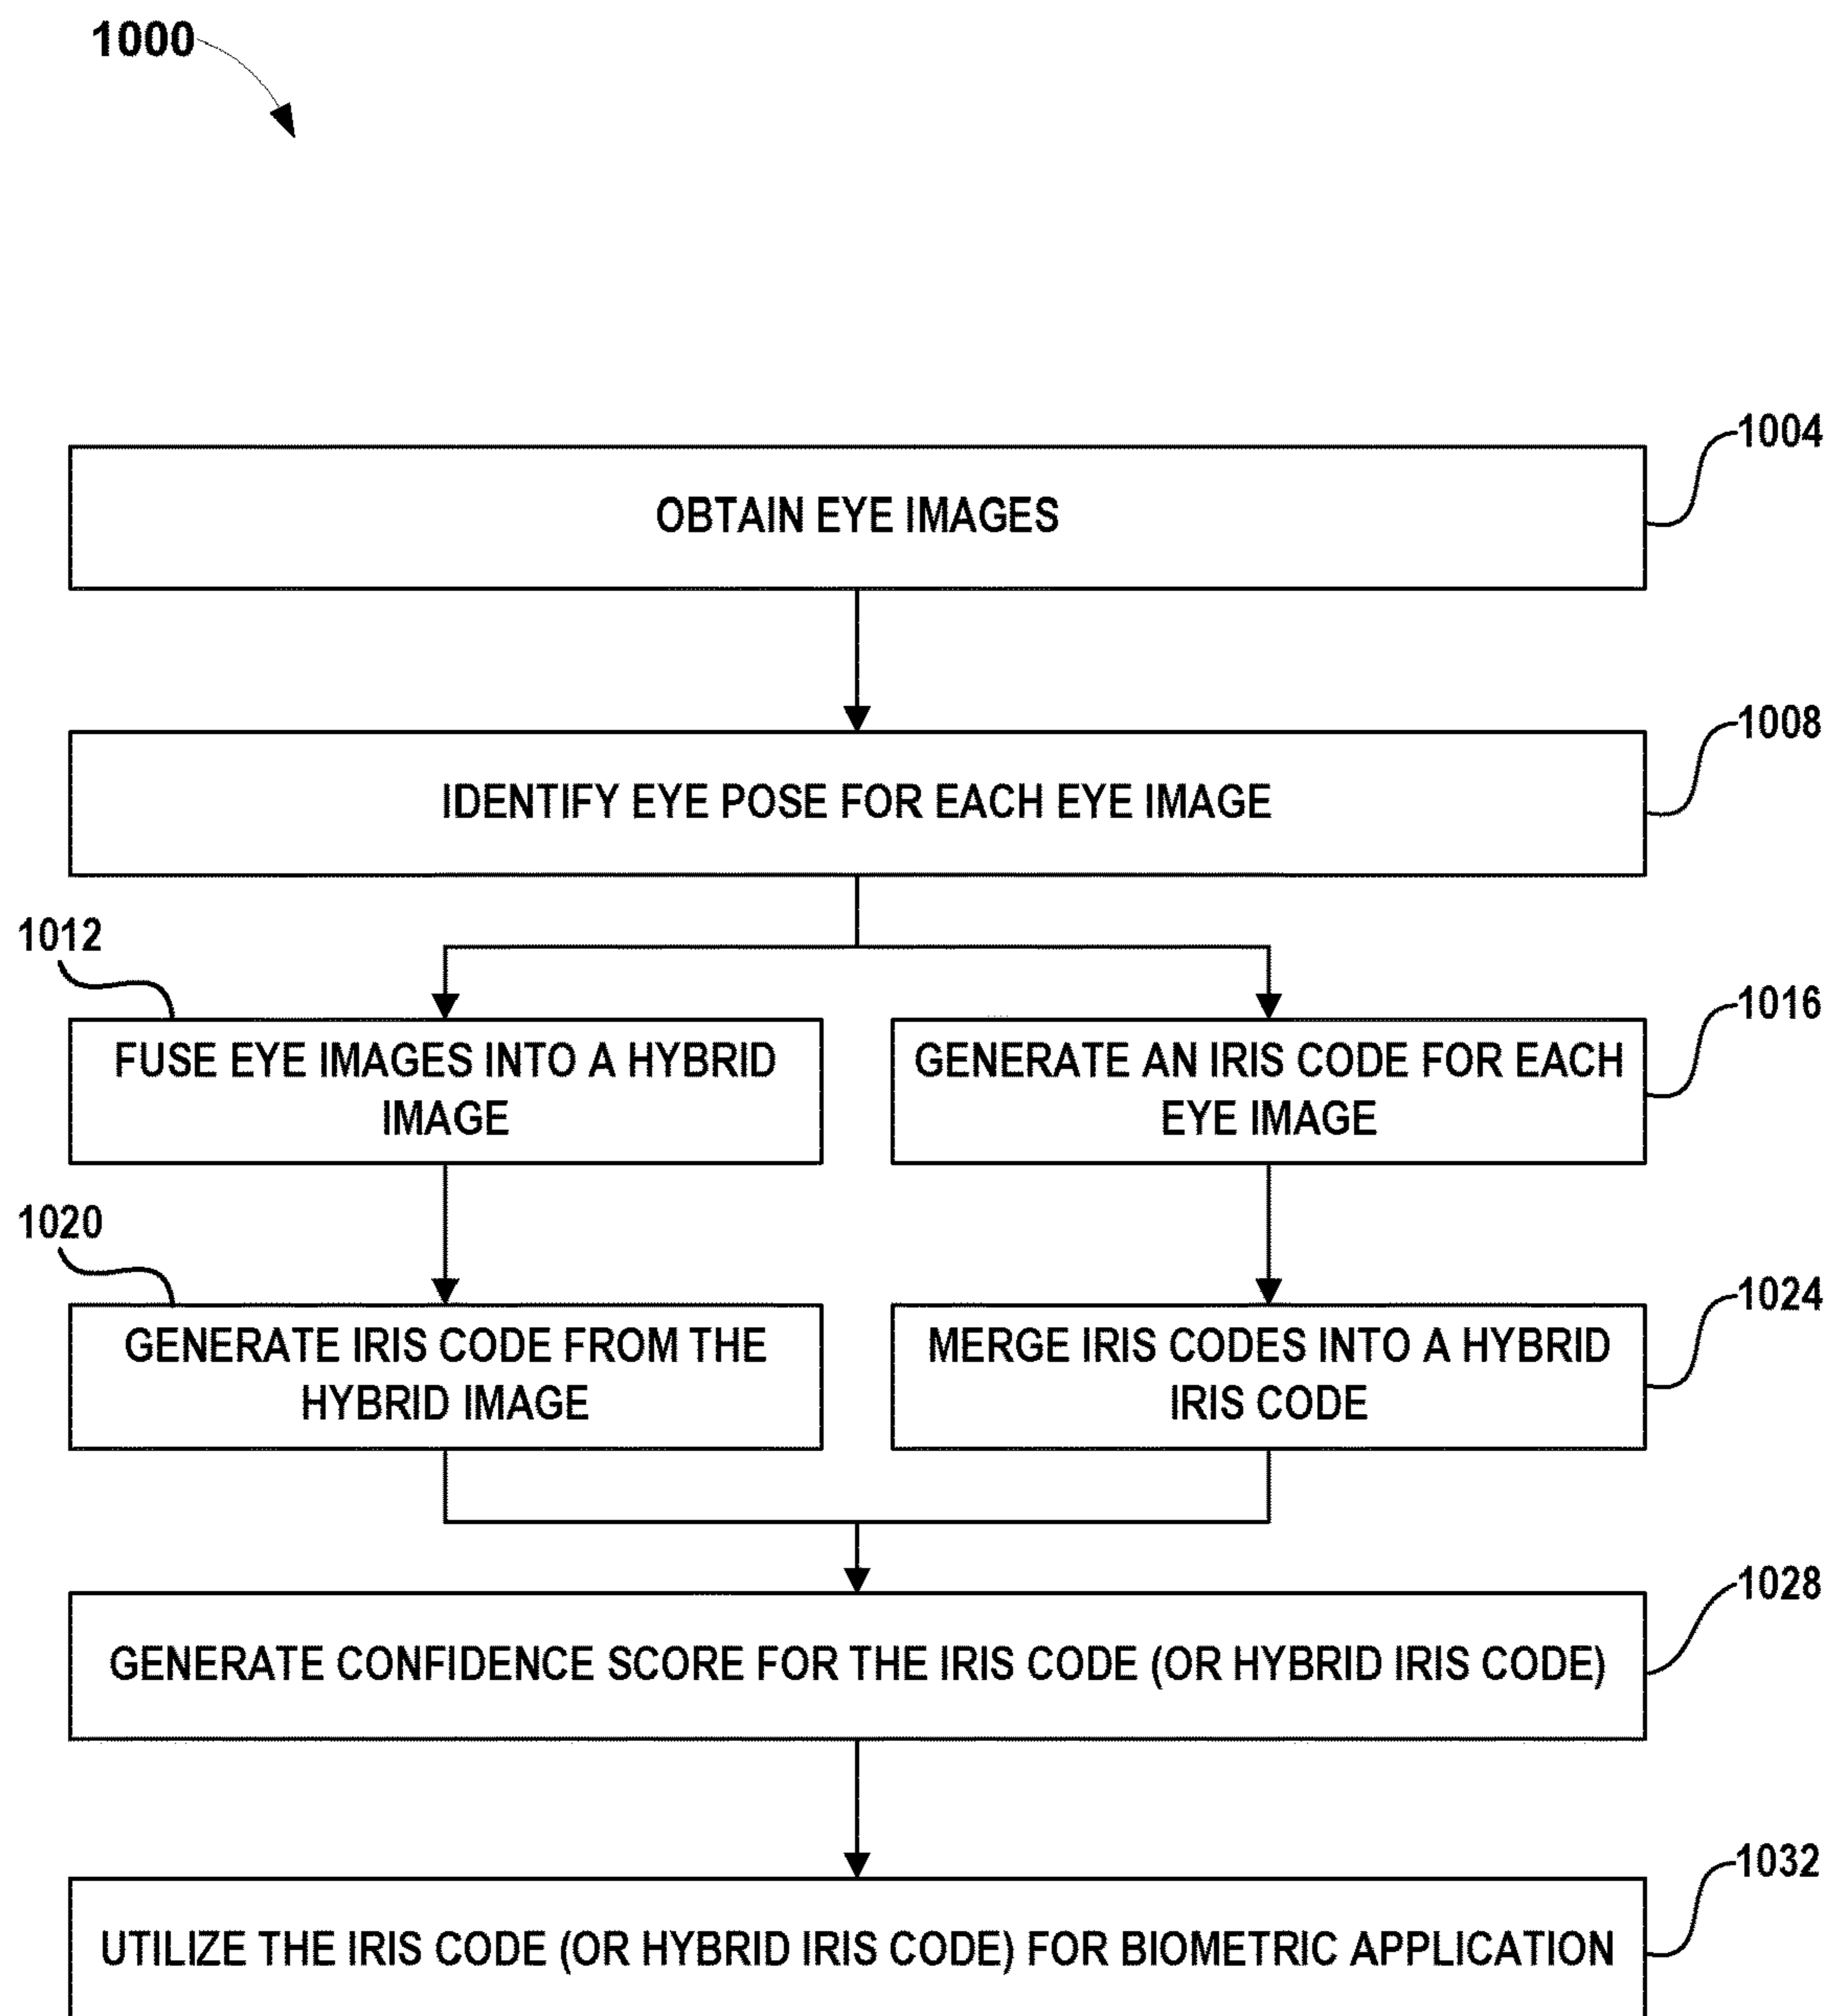 1000
1004
OBTAIN EYE IMAGES
1008
IDENTIFY EYE POSE FOR EACH EYE IMAGE
1012
FUSE EYE IMAGES INTO A HYBRID
IMAGE
1016
GENERATE AN IRIS CODE FOR EACH
EYE IMAGE
1020
GENERATE IRIS CODE FROM THE
HYBRID IMAGE
1024
MERGE IRIS CODES INTO A HYBRID
IRIS CODE
1028
GENERATE CONFIDENCE SCORE FOR THE IRIS CODE (OR HYBRID IRIS CODE)
1032
UTILIZE THE IRIS CODE (OR HYBRID IRIS CODE) FOR BIOMETRIC APPLICATION